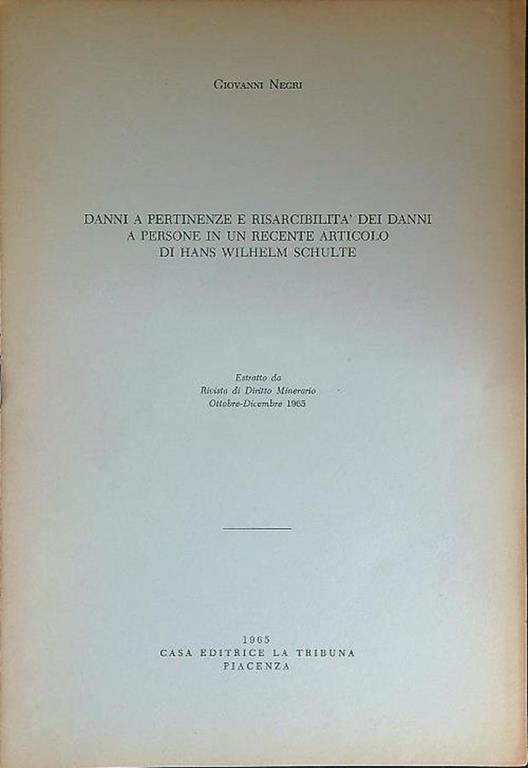 Giovanni Negri
DANNI A PERTINENZE E RISARCIBILITA' DEI DANNI
A PERSONE IN UN RECENTE ARTICOLO
DI HANS WILHELM SCHULTE
Estratto da
Rivista di Diritto Minerario
Ottobre-Dicembre 1965
1965
CASA EDITRICE LA TRIBUNA
PIACENZA